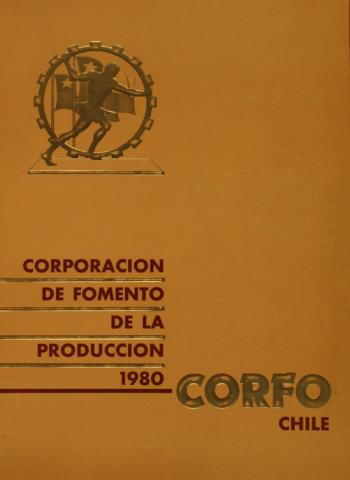 CORPORACION
DE FOMENTO
DE LA
PRODUCCION
1980
CORFO
CHILE